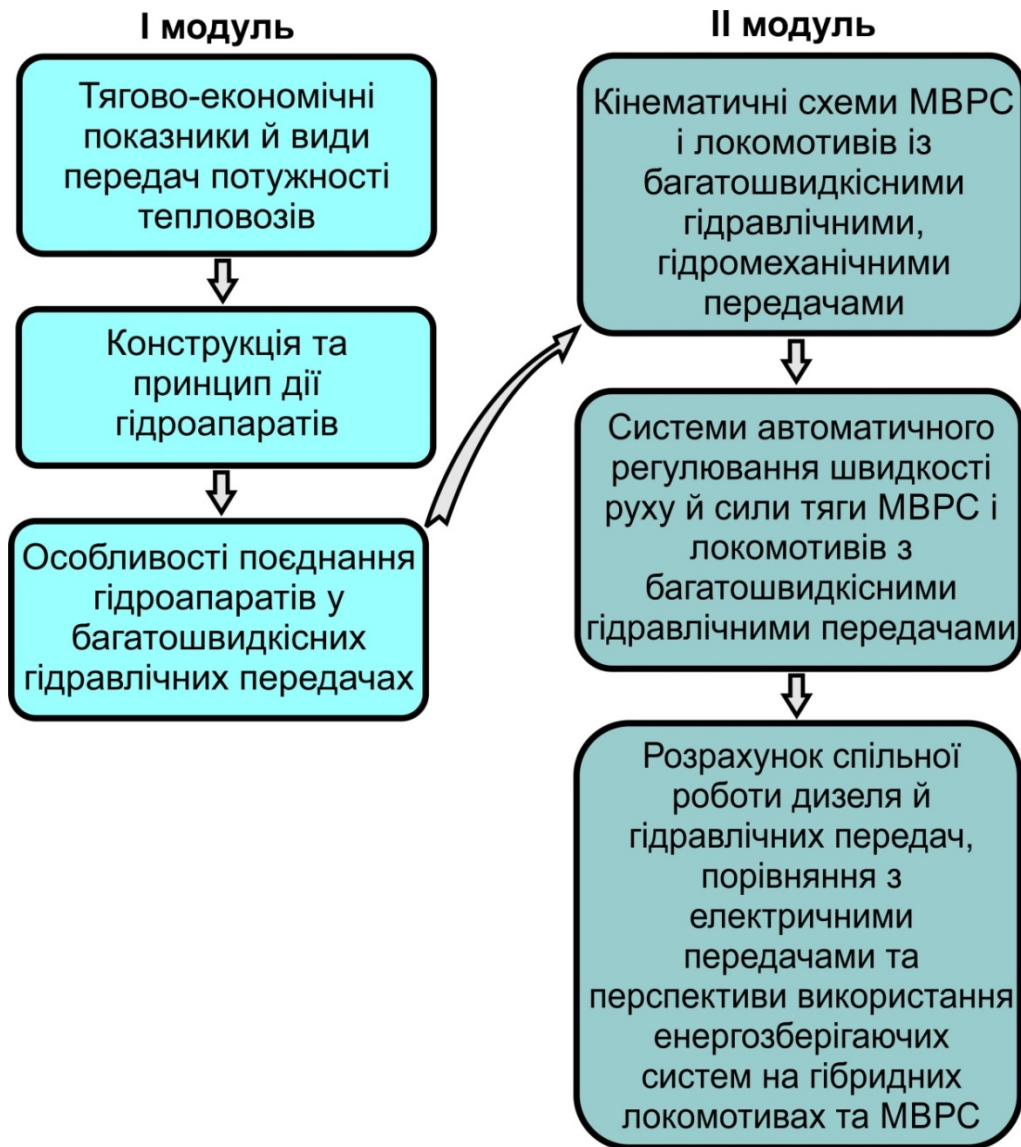 І модуль
Тягово-економічні
показники й види
передач потужності
тепловозів
Конструкція та
принцип дії
гідроапаратів
Особливості поєднання
гідроапаратів у
багатошвидкісних
гідравлічних передачах
ІІ модуль
Кінематичні схеми МВРС
і локомотивів із
багатошвидкісними
гідравлічними,
гідромеханічними
передачами
Системи автоматичного
регулювання швидкості
руху й сили тяги МВРС і
локомотивів з
багатошвидкісними
гідравлічними передачами
Розрахунок спільної
роботи дизеля й
гідравлічних передач,
порівняння з
електричними
передачами та
перспективи використання
енергозберігаючих
систем на гібридних
локомотивах та МВРС